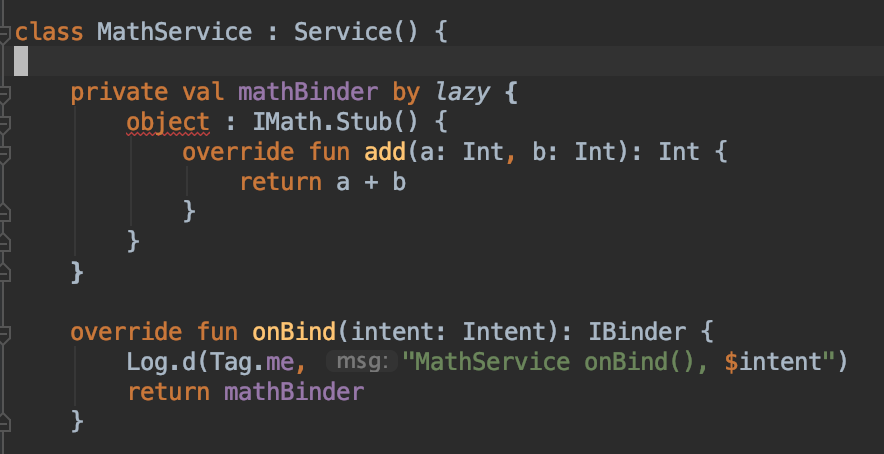 class MathService : Service() {
private val mathBinder by lazy {
object : IMath.Stub() {
override fun add(a: Int, b: Int): Int {
return a + b
}
}
}
override fun onBind(intent: Intent): IBinder {
Log.d(Tag.me, msg: "MathService onBind(), $intent")
return mathBinder
}